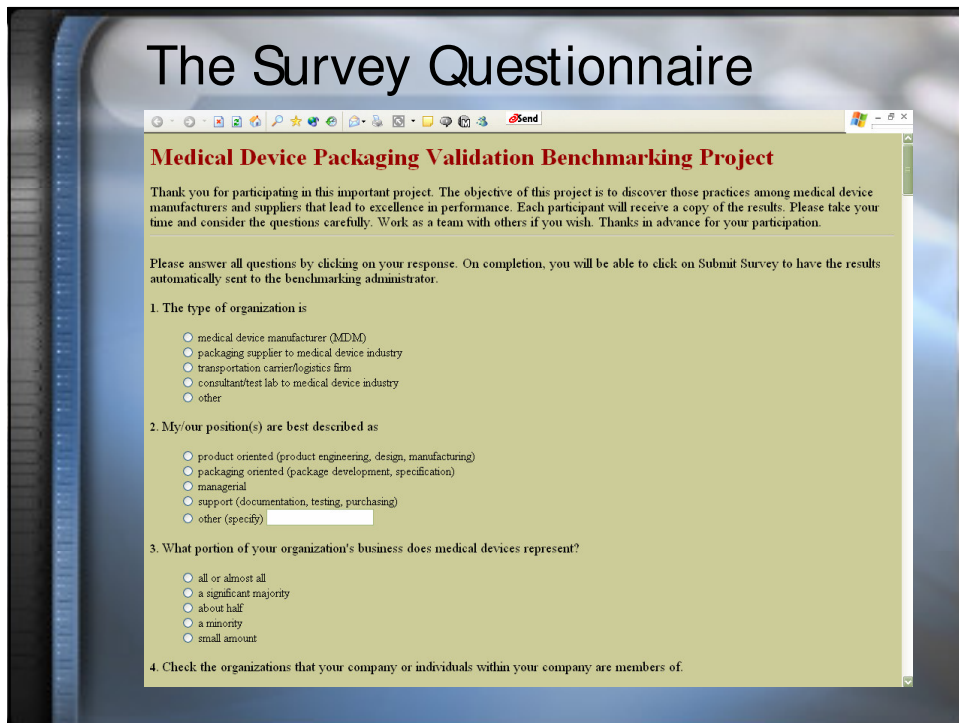 The Survey Questionnaire
Send
Medical Device Packaging Validation Benchmarking Project
Thank you for participating in this important project. The objective of this project is to discover those practices among medical device
manufacturers and suppliers that lead to excellence in performance. Each participant will receive a copy of the results. Please take your
time and consider the questions carefully. Work as a team with others if you wish. Thanks in advance for your participation.
Please answer all questions by clicking on your response. On completion, you will be able to click on Submit Survey to have the results
automatically sent to the benchmarking administrator.
1. The type of organization is
medical device manufacturer (MDM)
packaging supplier to medical device industry
transportation carrier/logistics firm
consultant/test lab to medical device industry
other
2. My/our position(s) are best described as
product oriented (product engineering, design, manufacturing)
packaging oriented (package development, specification)
managerial
support (documentation, testing, purchasing)
other (specify)
3. What portion of your organization's business does medical devices represent?
all or almost all
a significant majority
about half
a minority
small amount
4. Check the organizations that your company or individuals within your company are members of.